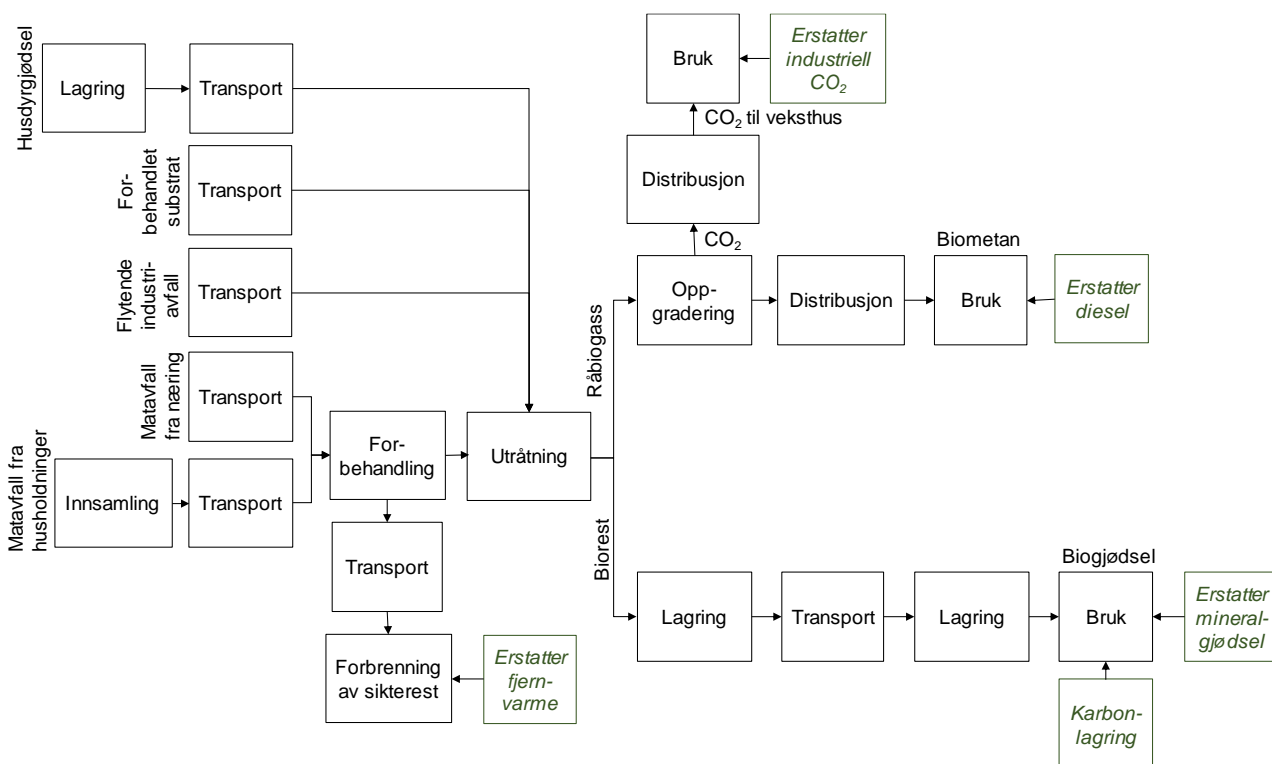 Husdyrgjødsel
Lagring
Transport
For-
behandlet
substrat
Transport
Flytende
industri-
avfall
Transport
Matavfall
fra næring
Transport
Matavfall fra
husholdninger
Innsamling
Transport
For-
behandling
Transport
Forbrenning
av sikterest
Erstatter
fjern-
varme
Utråtning
Råbiogass
Biorest
Bruk
Erstatter
industriell
CO₂
CO₂ til veksthus
Distribusjon
CO₂
Opp-
gradering
Distribusjon
Biometan
Bruk
Erstatter
diesel
Lagring
Transport
Lagring
Biogjødsel
Bruk
Erstatter
mineral-
gjødsel
Karbon-
lagring